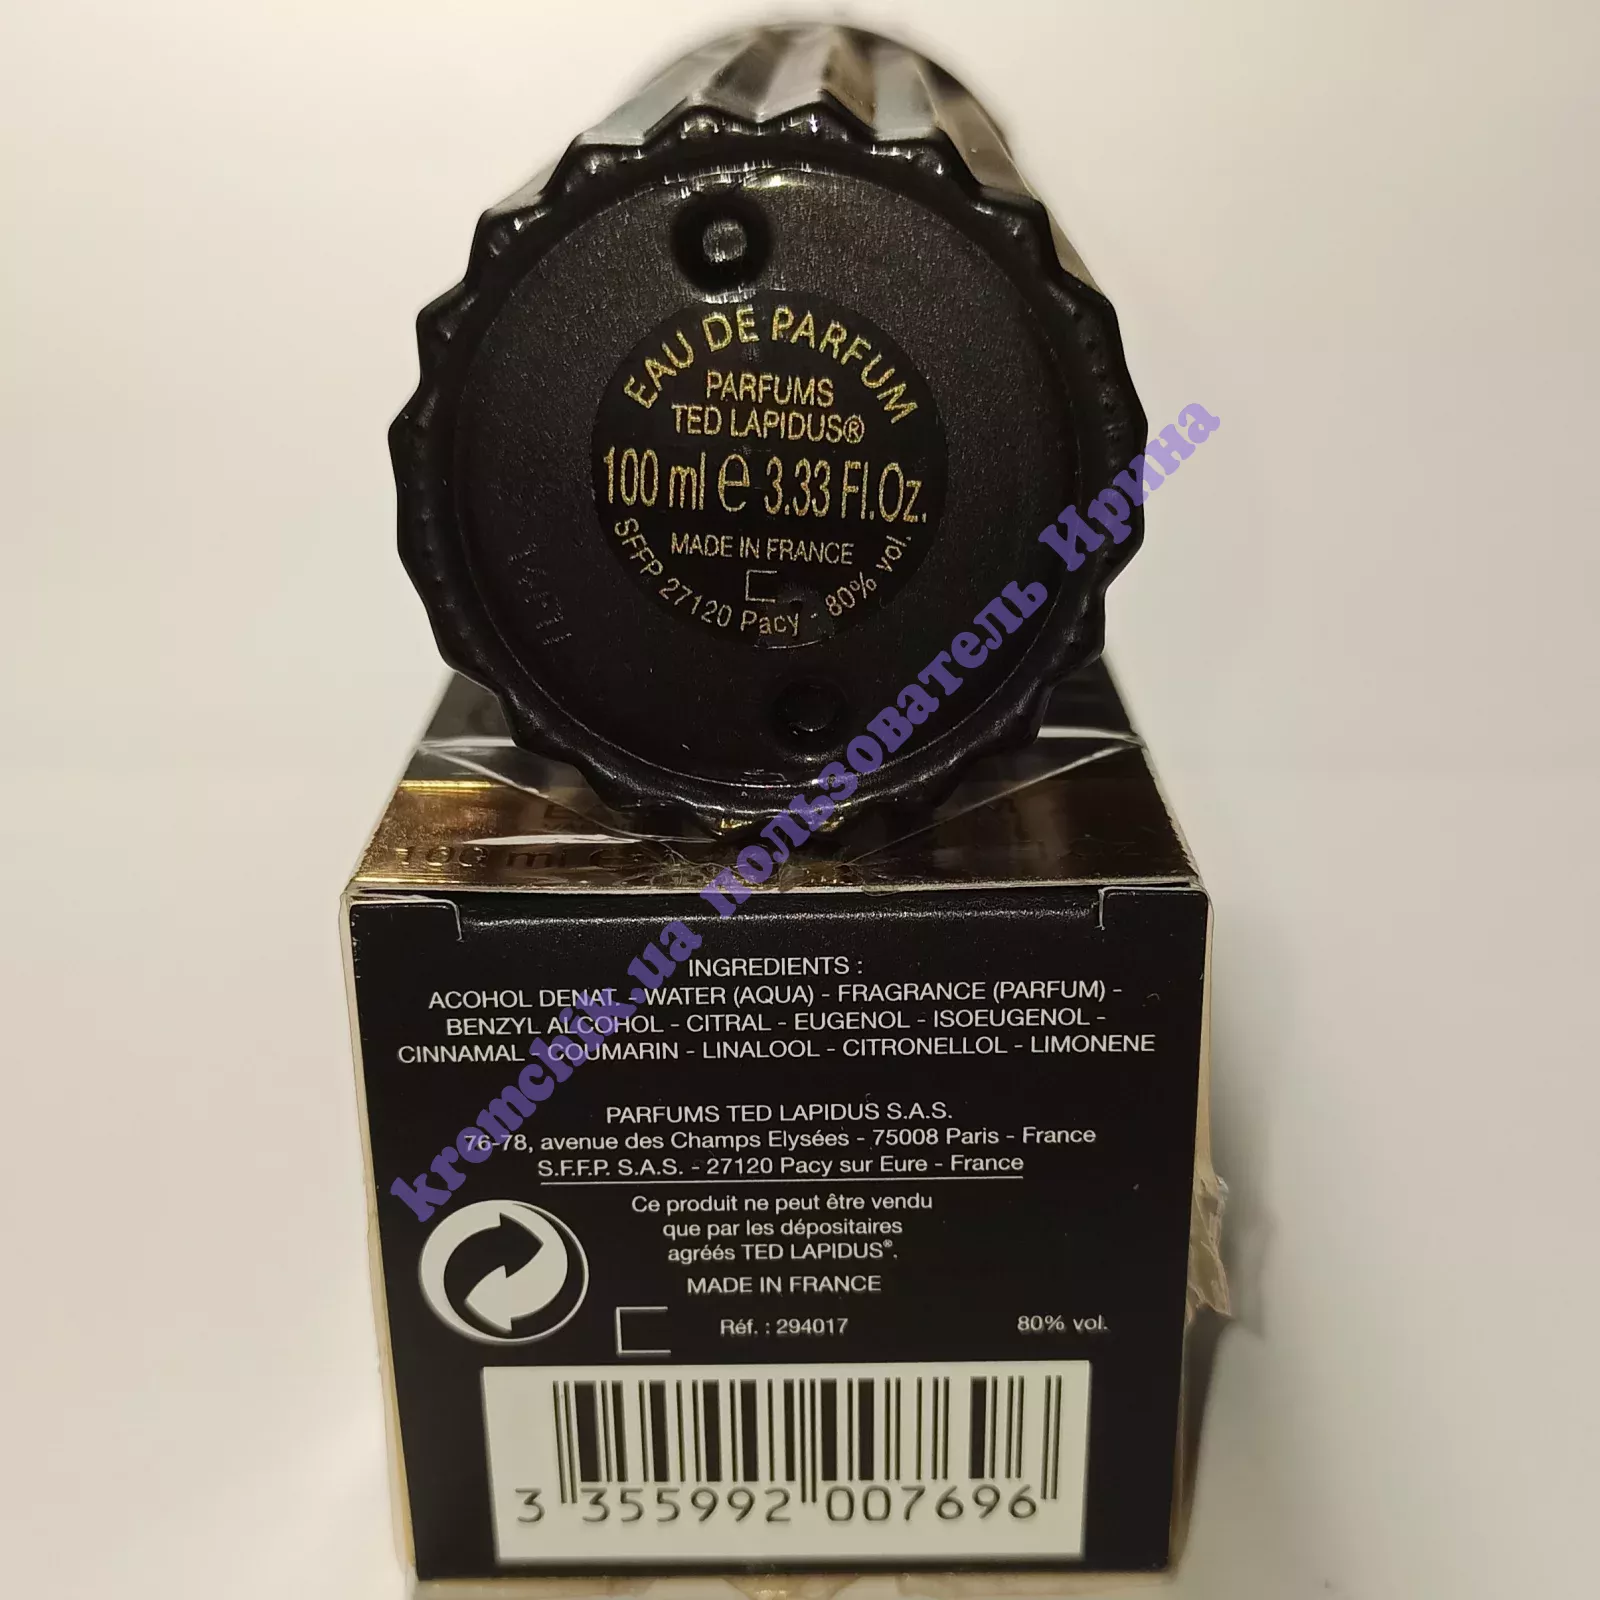 EAU DE PARFUM
PARFUMS
TED LAPIDUS®
100 ml e 3.33 Fl.Oz.
MADE IN FRANCE
SFFP 27120 Pacy - 80% vol.
100 ml e
INGREDIENTS :
ACOHOL DENAT. - WATER (AQUA) - FRAGRANCE (PARFUM) -
BENZYL ALCOHOL - CITRAL - EUGENOL - ISOEUGENOL -
CINNAMAL - COUMARIN - LINALOOL - CITRONELLOL - LIMONENE
PARFUMS TED LAPIDUS S.A.S.
76-78, avenue des Champs Elysées - 75008 Paris - France
S.F.F.P. S.A.S. - 27120 Pacy sur Eure - France
Ce produit ne peut être vendu
que par les dépositaires
agréés TED LAPIDUS®.
MADE IN FRANCE
Réf. : 294017 80% vol.
3 355992 007696
kremchik.ua пользователь Ирина